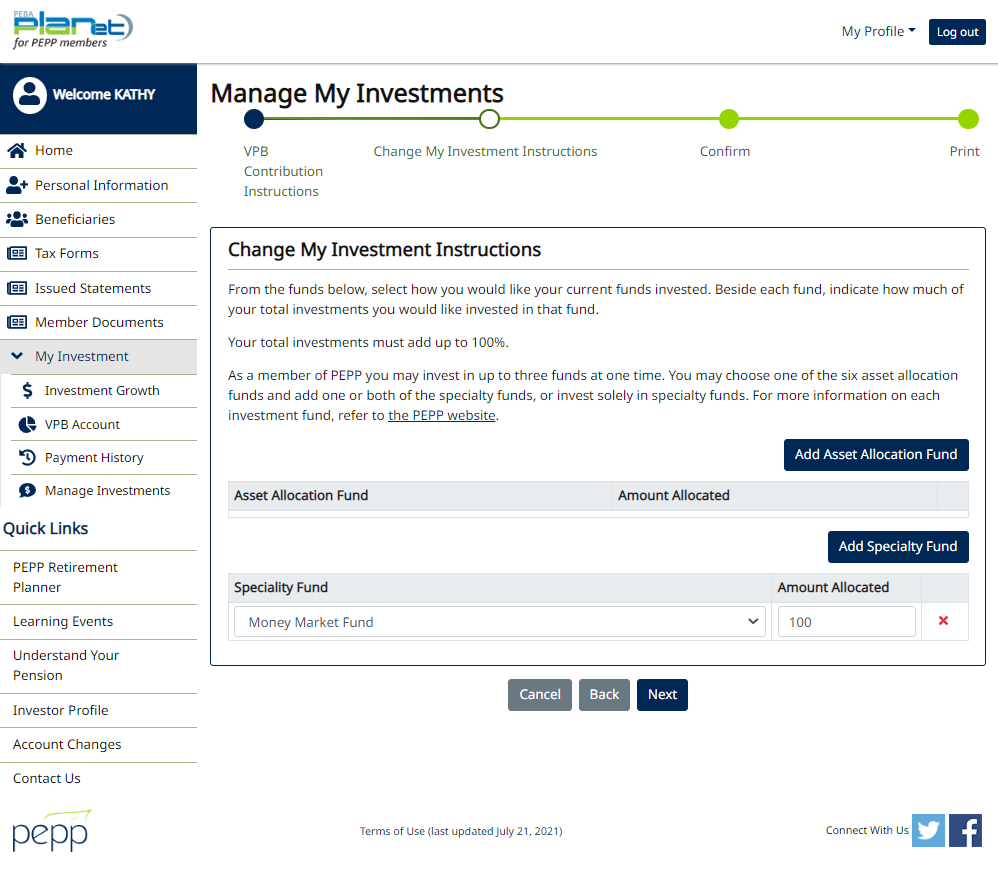 PEBA
planet
for PEPP members
My Profile
Log out
Welcome KATHY
Home
Personal Information
Beneficiaries
Tax Forms
Issued Statements
Member Documents
My Investment
Investment Growth
VPB Account
Payment History
Manage Investments
Quick Links
PEPP Retirement
Planner
Learning Events
Understand Your
Pension
Investor Profile
Account Changes
Contact Us
Manage My Investments
VPB
Contribution
Instructions
Change My Investment Instructions
Confirm
Print
Change My Investment Instructions
From the funds below, select how you would like your current funds invested. Beside each fund, indicate how much of
your total investments you would like invested in that fund.
Your total investments must add up to 100%.
As a member of PEPP you may invest in up to three funds at one time. You may choose one of the six asset allocation
funds and add one or both of the specialty funds, or invest solely in specialty funds. For more information on each
investment fund, refer to the PEPP website.
Add Asset Allocation Fund
Asset Allocation Fund Amount Allocated
Add Specialty Fund
Speciality Fund Amount Allocated
Money Market Fund 100
Cancel Back Next
pepp
Terms of Use (last updated July 21, 2021)
Connect With Us